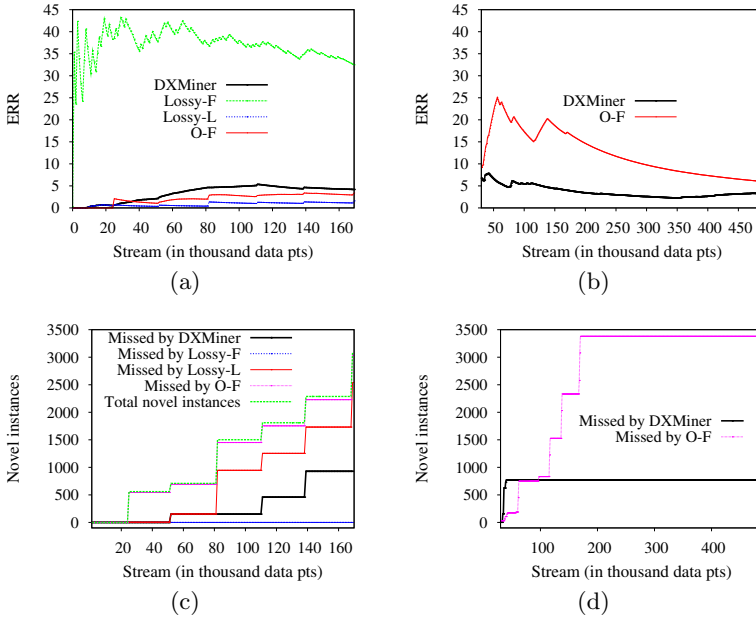 45
40
35
30
25
20
15
10
5
0
ERR
DXMiner
Lossy-F
Lossy-L
O-F
0 20 40 60 80 100 120 140 160
Stream (in thousand data pts)
(a)
45
40
35
30
25
20
15
10
5
0
ERR
DXMiner
O-F
50 100 150 200 250 300 350 400 450
Stream (in thousand data pts)
(b)
3500
3000
2500
2000
1500
1000
500
0
Novel instances
Missed by DXMiner
Missed by Lossy-F
Missed by Lossy-L
Missed by O-F
Total novel instances
20 40 60 80 100 120 140 160
Stream (in thousand data pts)
(c)
3500
3000
2500
2000
1500
1000
500
0
Novel instances
Missed by DXMiner
Missed by O-F
100 200 300 400
Stream (in thousand data pts)
(d)